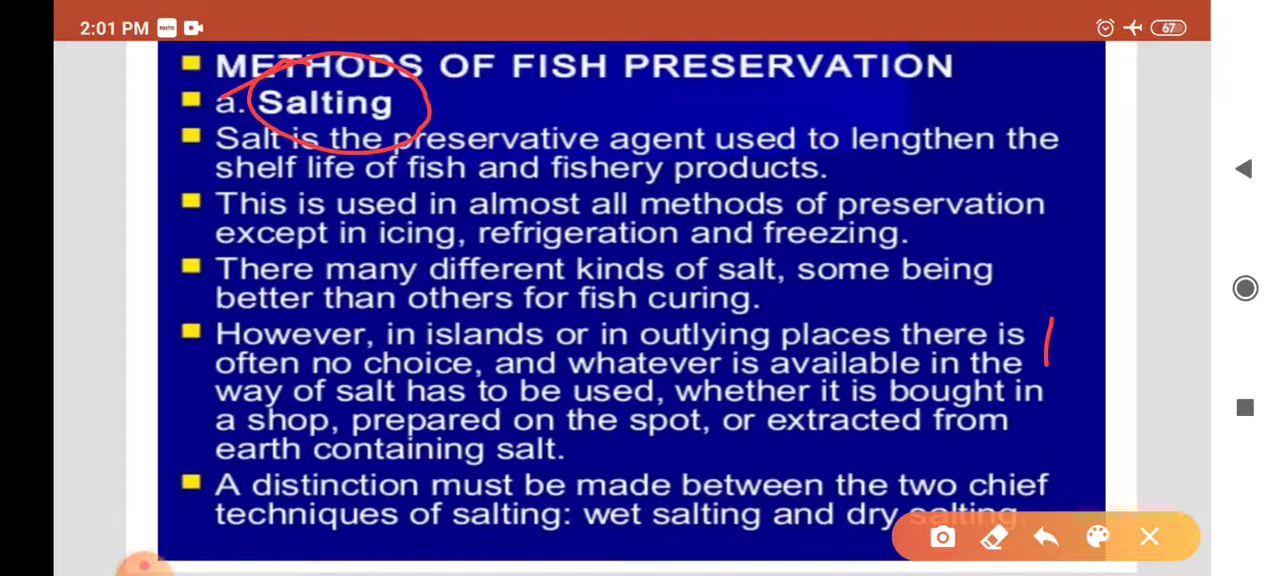 2:01 PM
67
METHODS OF FISH PRESERVATION
a. Salting
Salt is the preservative agent used to lengthen the
shelf life of fish and fishery products.
This is used in almost all methods of preservation
except in icing, refrigeration and freezing.
There many different kinds of salt, some being
better than others for fish curing.
However, in islands or in outlying places there is
often no choice, and whatever is available in the
way of salt has to be used, whether it is bought in
a shop, prepared on the spot, or extracted from
earth containing salt.
A distinction must be made between the two chief
techniques of salting: wet salting and dry salting.